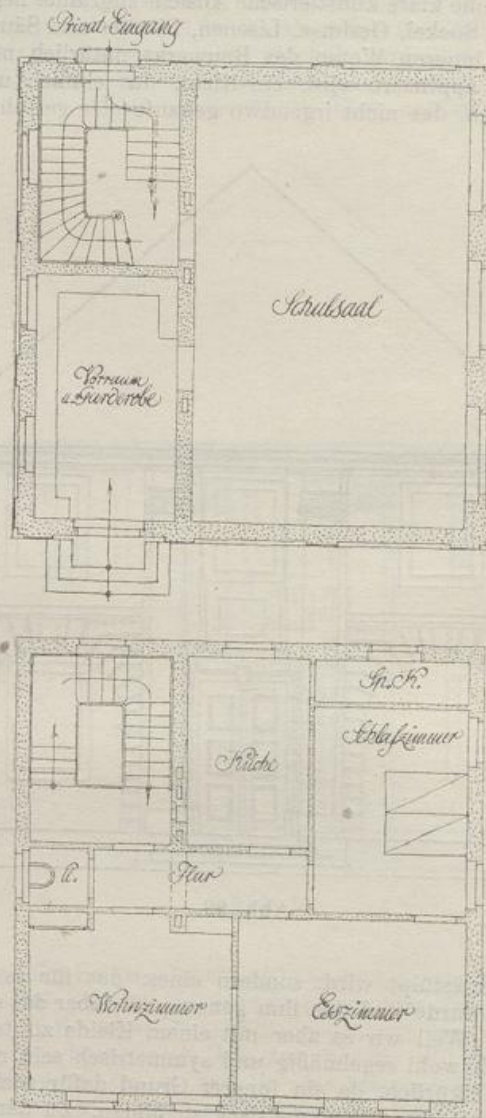 Privat-Eingang
Schulsaal
Vorraum
u. Garderobe
Sp. K.
Schlafzimmer
Küche
Flur
Wohnzimmer
Esszimmer